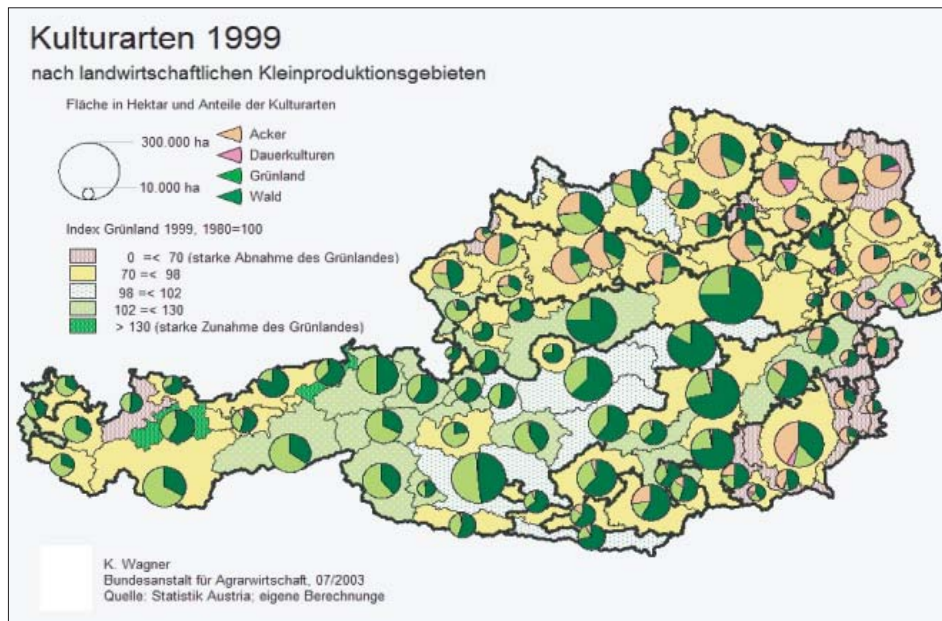 Kulturarten 1999
nach landwirtschaftlichen Kleinproduktionsgebieten
Fläche in Hektar und Anteile der Kulturarten
300.000 ha
10.000 ha
Acker
Dauerkulturen
Grünland
Wald
Index Grünland 1999, 1980=100
0 =< 70 (starke Abnahme des Grünlandes)
70 =< 98
98 =< 102
102 =< 130
> 130 (starke Zunahme des Grünlandes)
K. Wagner
Bundesanstalt für Agrarwirtschaft, 07/2003
Quelle: Statistik Austria; eigene Berechnunge